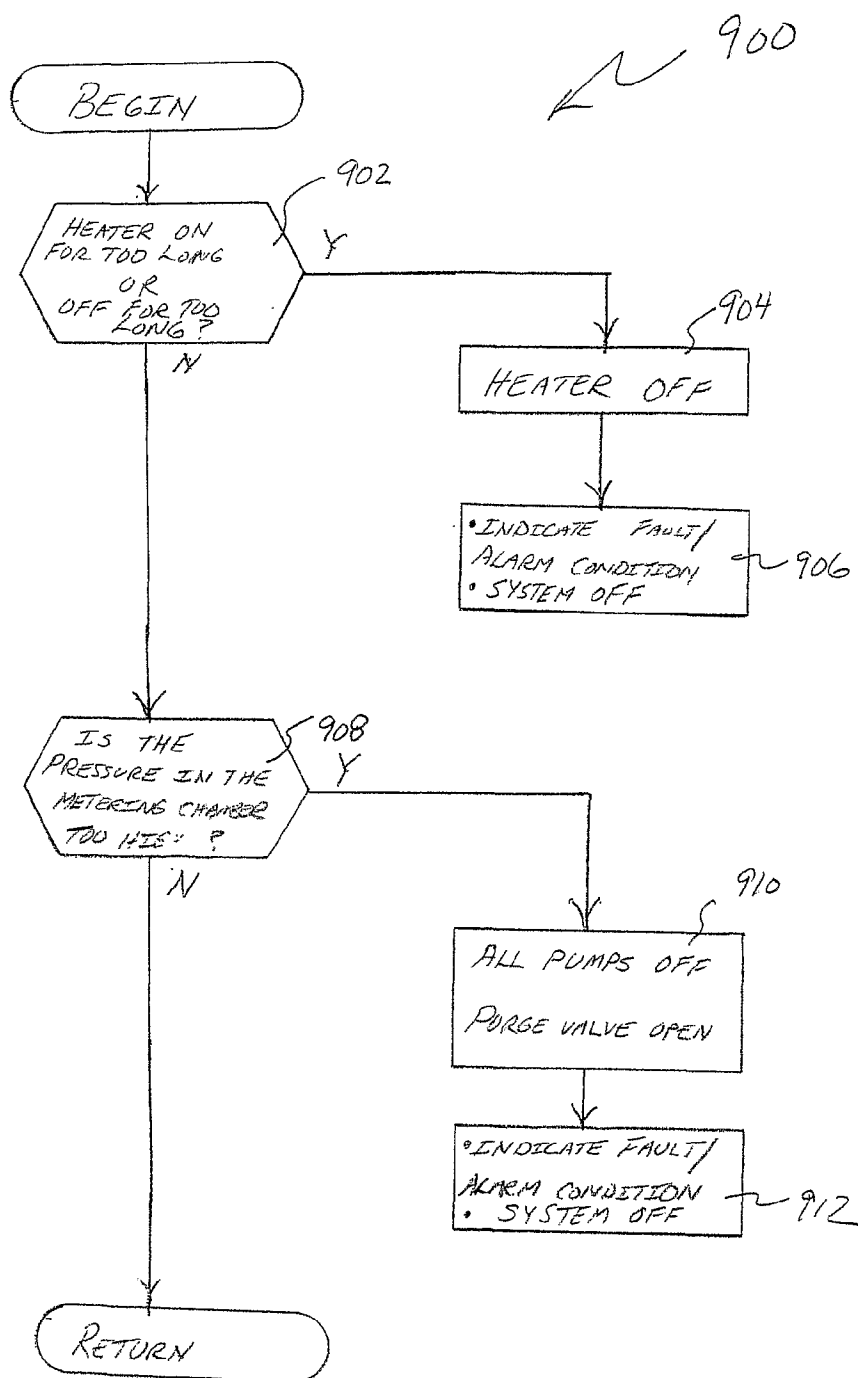 900
BEGIN
902
HEATER ON
FOR TOO LONG
OR
OFF FOR TOO
LONG?
Y
N
904
HEATER OFF
• INDICATE FAULT/
ALARM CONDITION
• SYSTEM OFF
906
908
IS THE
PRESSURE IN THE
METERING CHAMBER
TOO ?
Y
N
910
ALL PUMPS OFF
PURGE VALVE OPEN
• INDICATE FAULT/
ALARM CONDITION
• SYSTEM OFF
912
RETURN